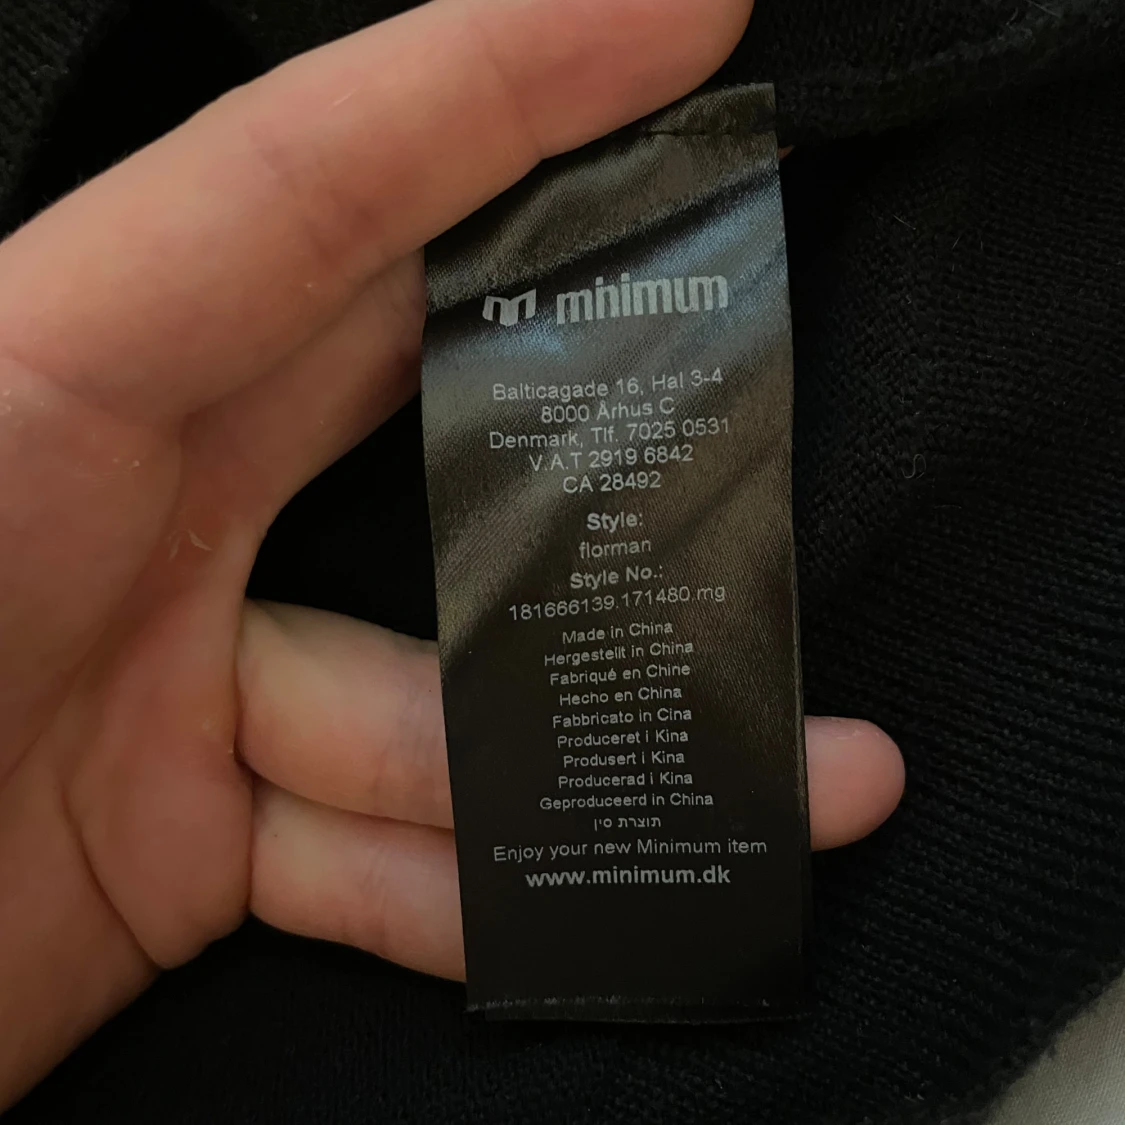 minimum
Balticagade 16, Hal 3-4
8000 Århus C
Denmark, Tlf. 7025 0531
V.A.T 2919 6842
CA 28492
Style:
florman
Style No.:
181666139.171480.mg
Made in China
Hergestellt in China
Fabriqué en Chine
Hecho en China
Fabbricato in Cina
Produceret i Kina
Produsert i Kina
Producerad i Kina
Geproduceerd in China
תוצרת סין
Enjoy your new Minimum item
www.minimum.dk